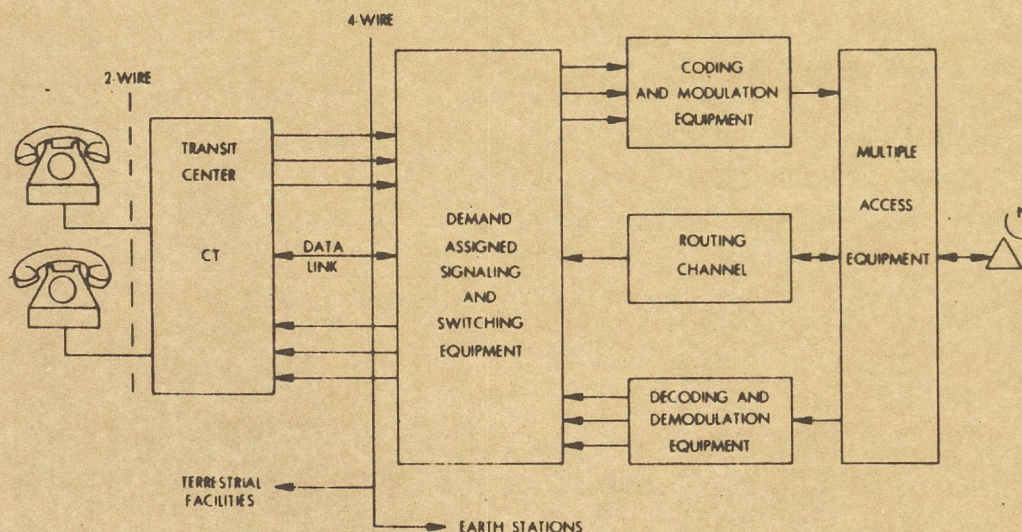 4-WIRE
2-WIRE
TRANSIT
CENTER
CT
DATA
LINK
DEMAND
ASSIGNED
SIGNALING
AND
SWITCHING
EQUIPMENT
CODING
AND MODULATION
EQUIPMENT
ROUTING
CHANNEL
DECODING AND
DEMODULATION
EQUIPMENT
MULTIPLE
ACCESS
EQUIPMENT
TERRESTRIAL
FACILITIES
EARTH STATIONS